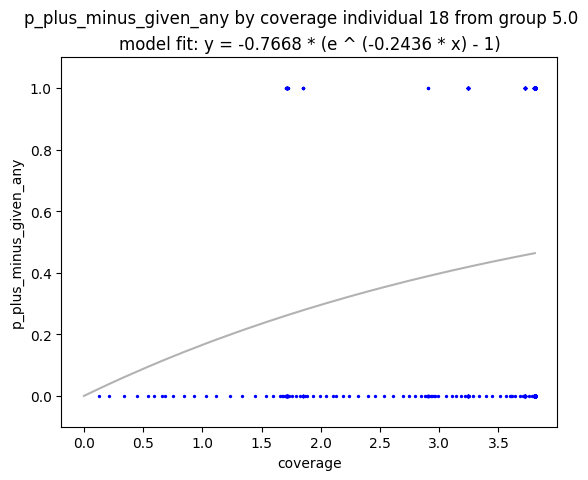 p_plus_minus_given_any by coverage individual 18 from group 5.0
model fit: y = -0.7668 * (e ^ (-0.2436 * x) - 1)
1.0
0.8
0.6
0.4
0.2
0.0
p_plus_minus_given_any
0.0 0.5 1.0 1.5 2.0 2.5 3.0 3.5
coverage